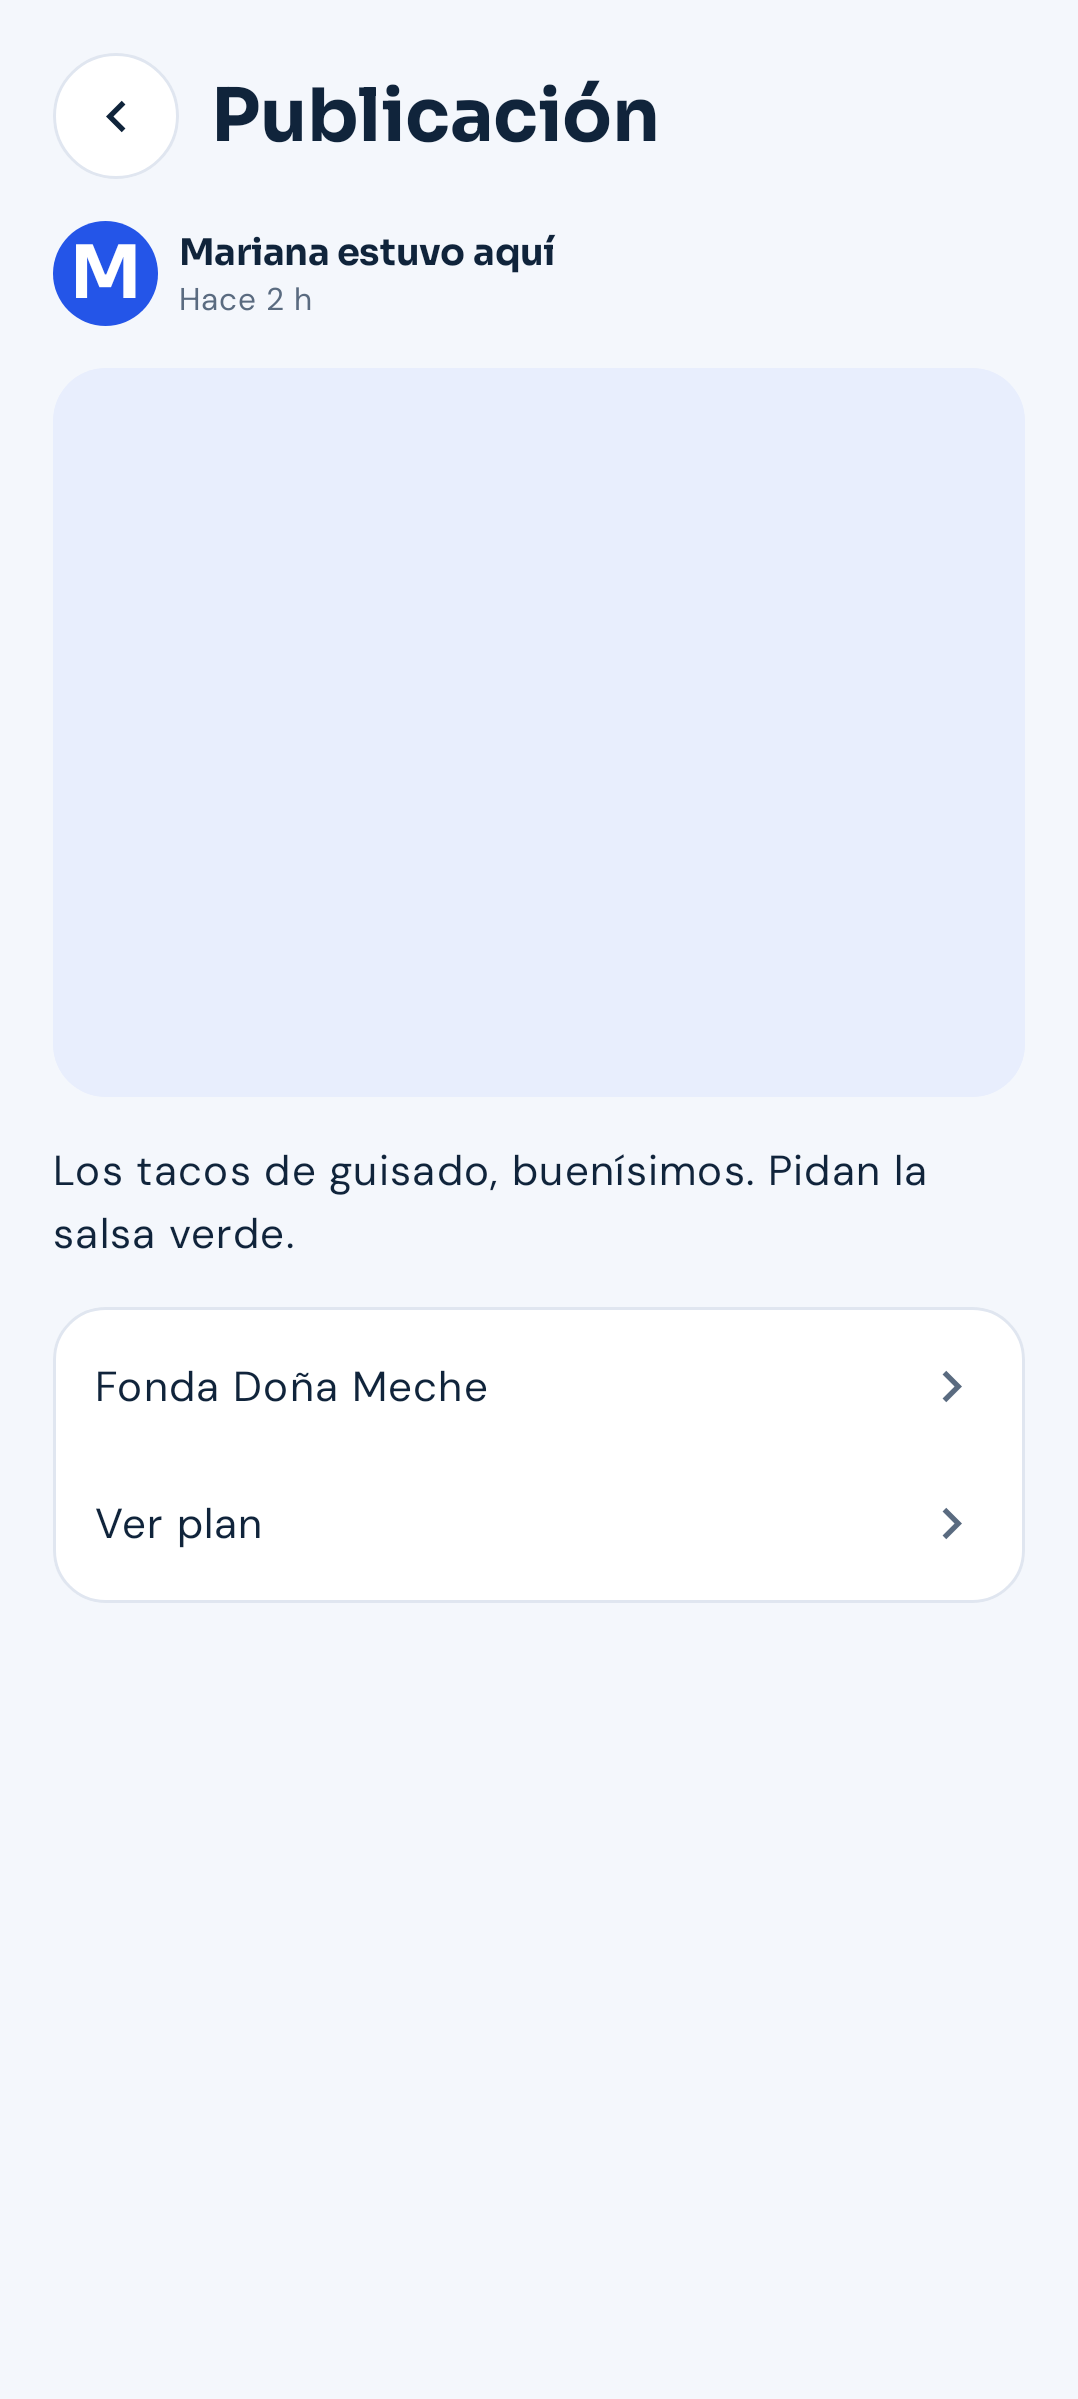 Publicación
M
Mariana estuvo aquí
Hace 2 h
Los tacos de guisado, buenísimos. Pidan la
salsa verde.
Fonda Doña Meche
Ver plan